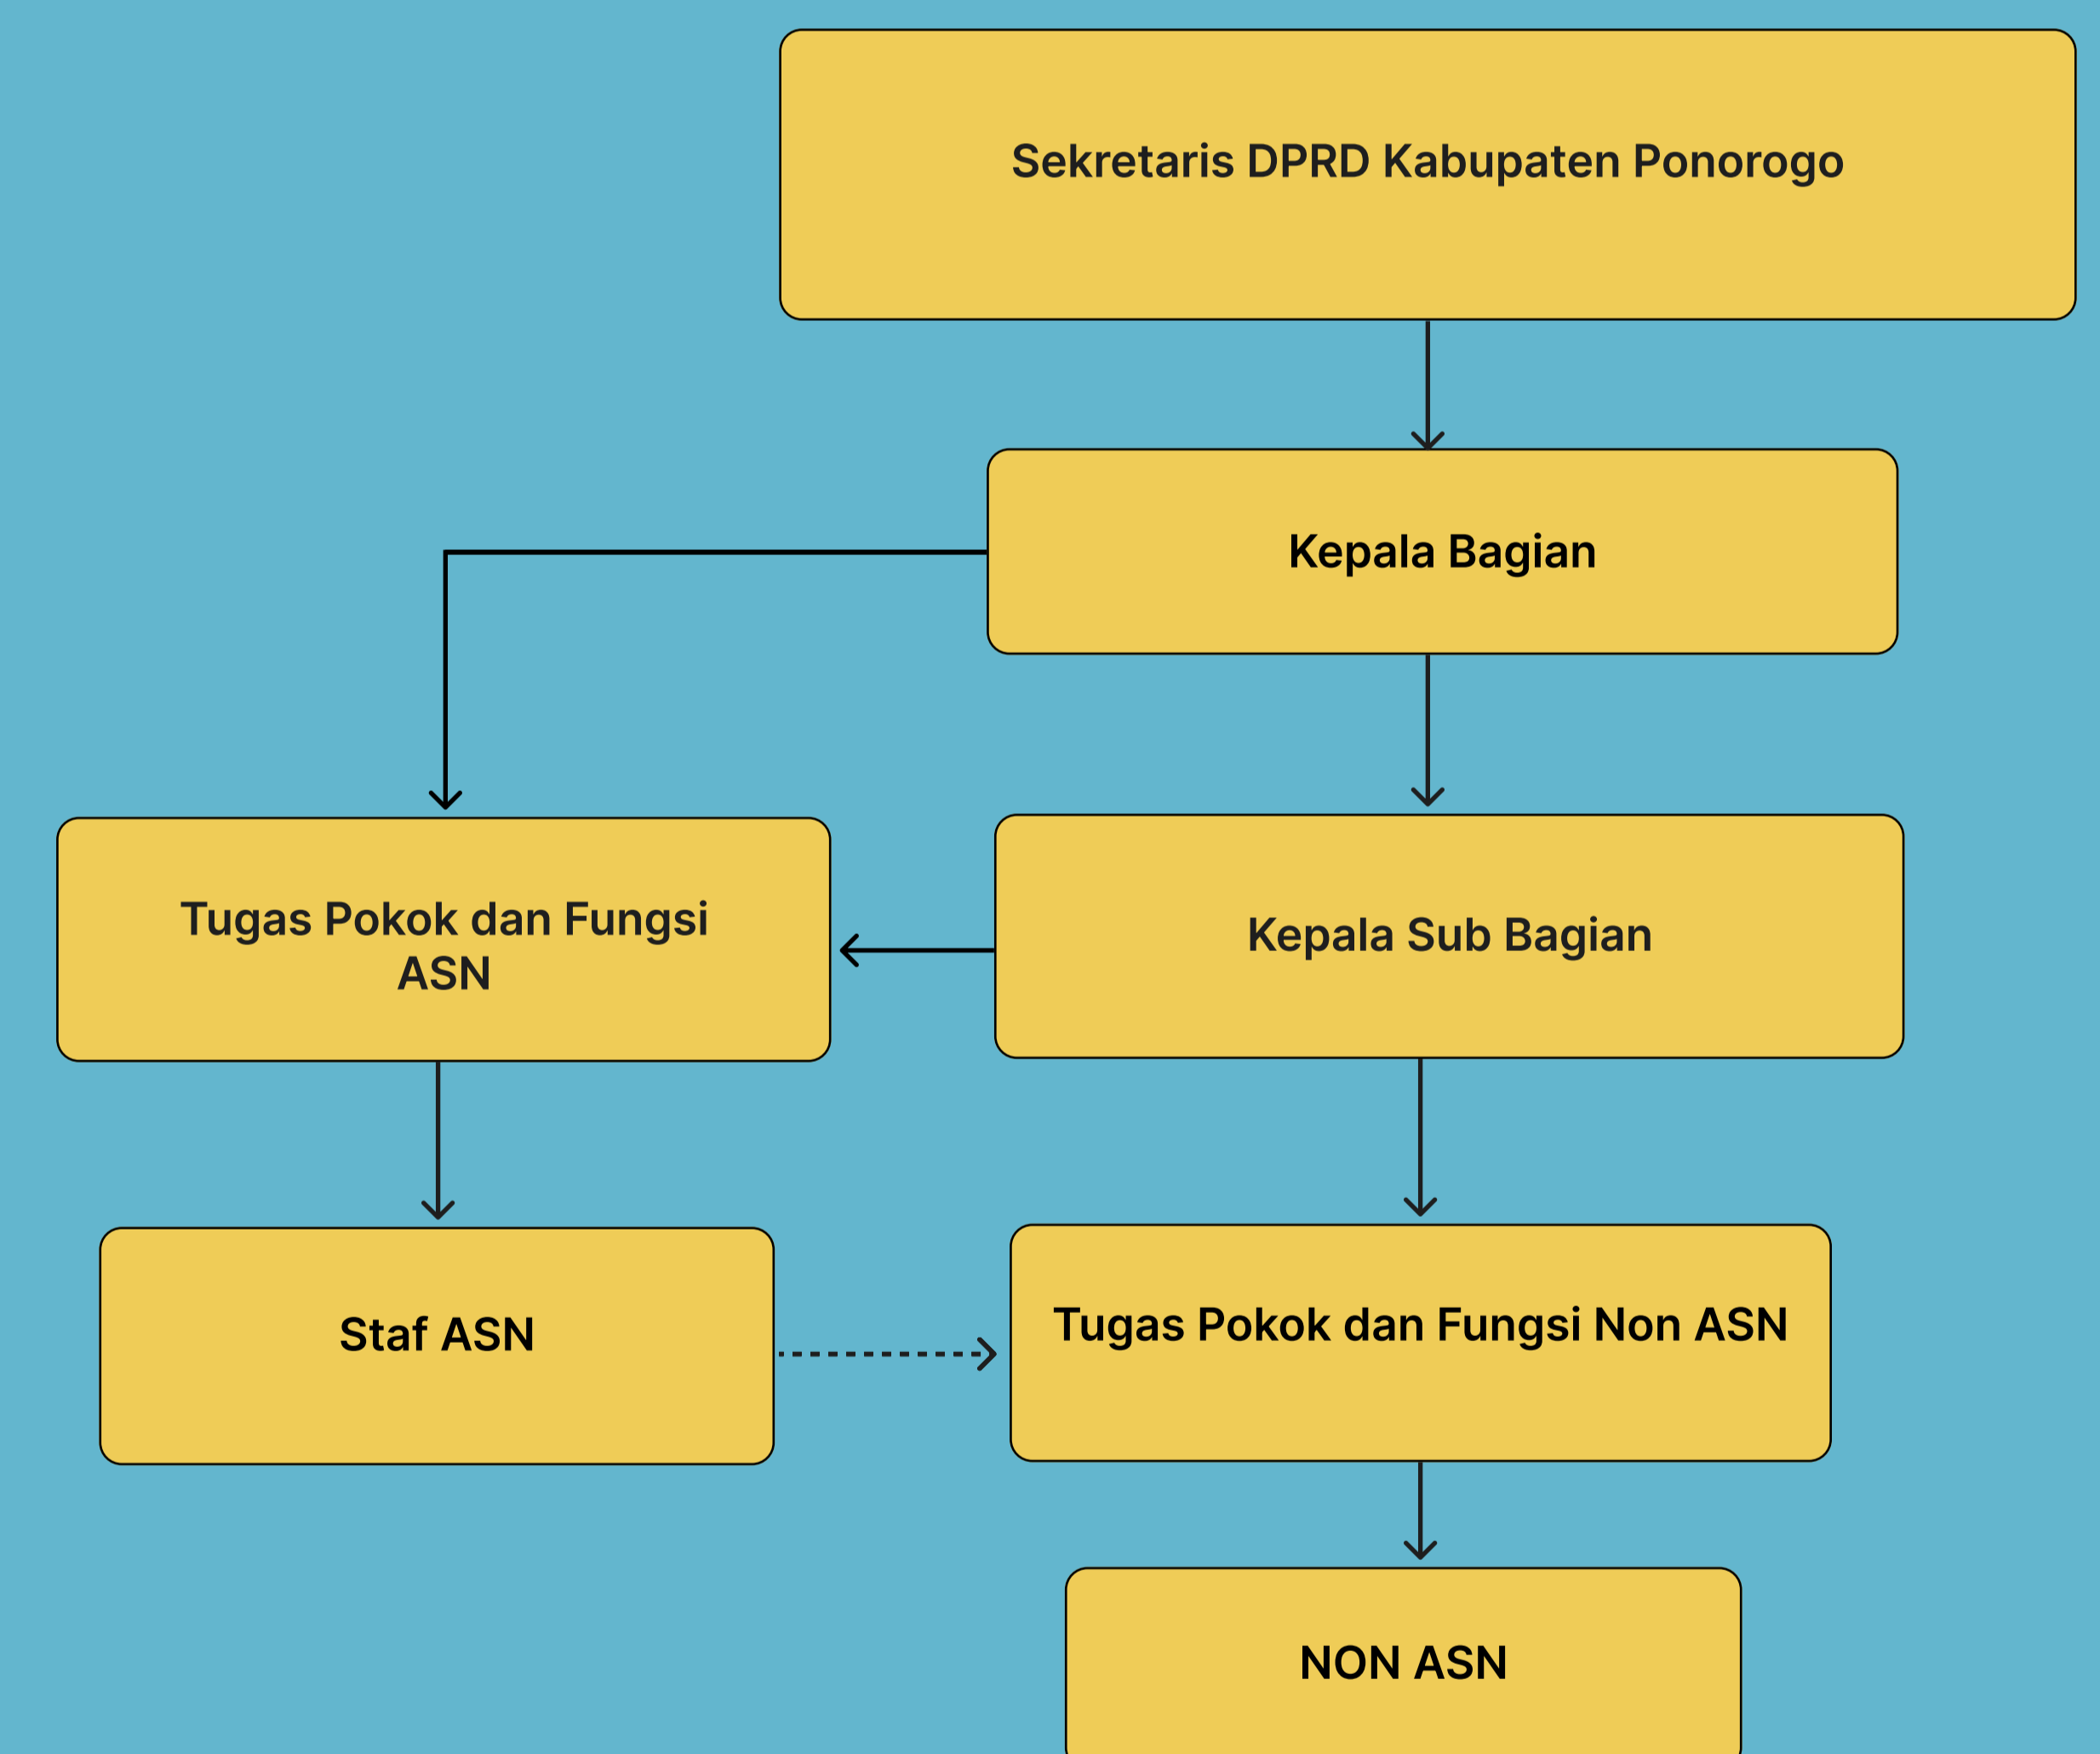 Sekretaris DPRD Kabupaten Ponorogo
Kepala Bagian
Tugas Pokok dan Fungsi
ASN
Kepala Sub Bagian
Staf ASN
Tugas Pokok dan Fungsi Non ASN
NON ASN